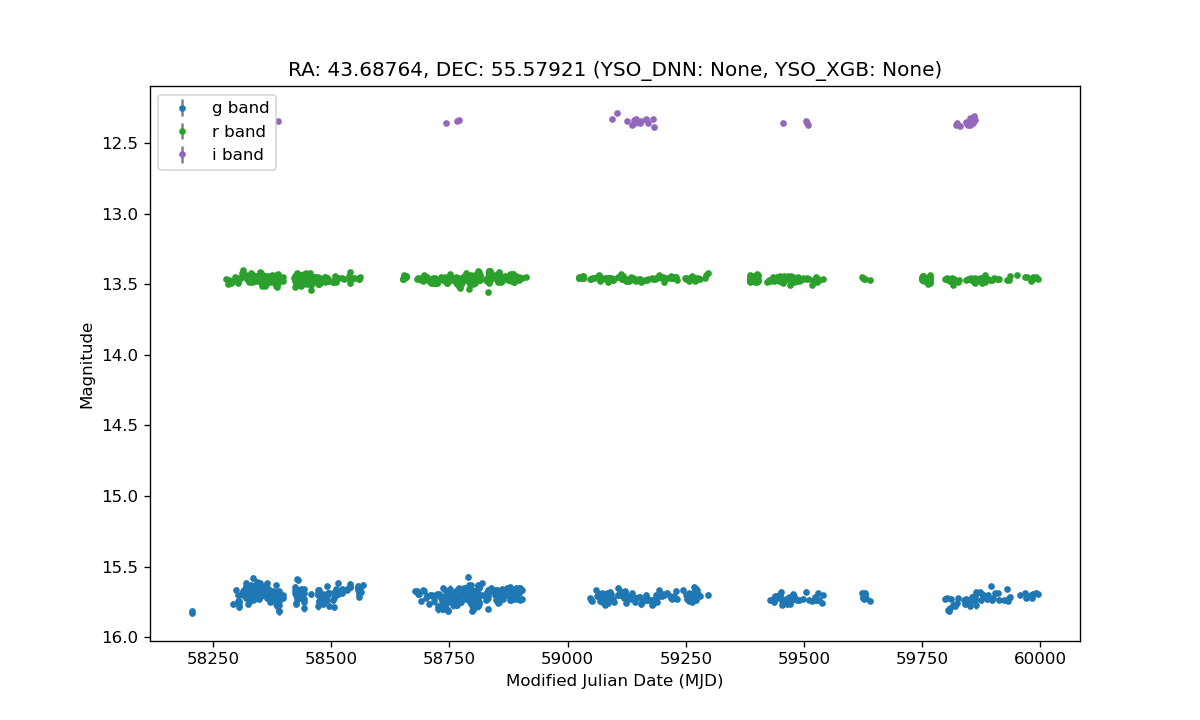 RA: 43.68764, DEC: 55.57921 (YSO_DNN: None, YSO_XGB: None)
g band
r band
i band
12.5
13.0
13.5
14.0
14.5
15.0
15.5
16.0
Magnitude
58250 58500 58750 59000 59250 59500 59750 60000
Modified Julian Date (MJD)